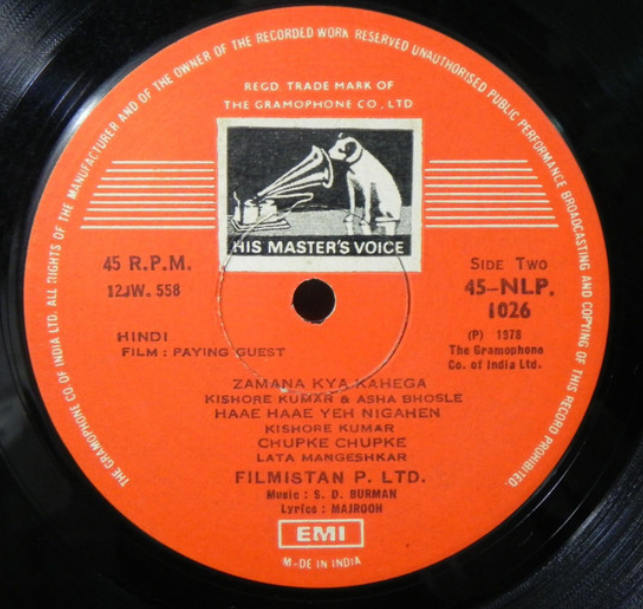 THE GRAMOPHONE CO OF INDIA LTD. ALL RIGHTS OF THE MANUFACTURER AND OF THE OWNER OF THE RECORDED WORK RESERVED UNAUTHORISED PUBLIC PERFORMANCE BROADCASTING AND COPYING OF THIS RECORD PROHIBITED.
REGD. TRADE MARK OF
THE GRAMOPHONE CO., LTD
HIS MASTER'S VOICE
45 R.P.M.
12JW. 558
SIDE TWO
45-NLP.
1026
(P) 1978
The Gramophone
Co. of India Ltd.
HINDI
FILM : PAYING GUEST
ZAMANA KYA KAHEGA
KISHORE KUMAR & ASHA BHOSLE
HAAE HAAE YEH NIGAHEN
KISHORE KUMAR
CHUPKE CHUPKE
LATA MANGESHKAR
FILMISTAN P. LTD.
Music : S. D. BURMAN
Lyrics : MAJROOH
EMI
M-DE IN INDIA